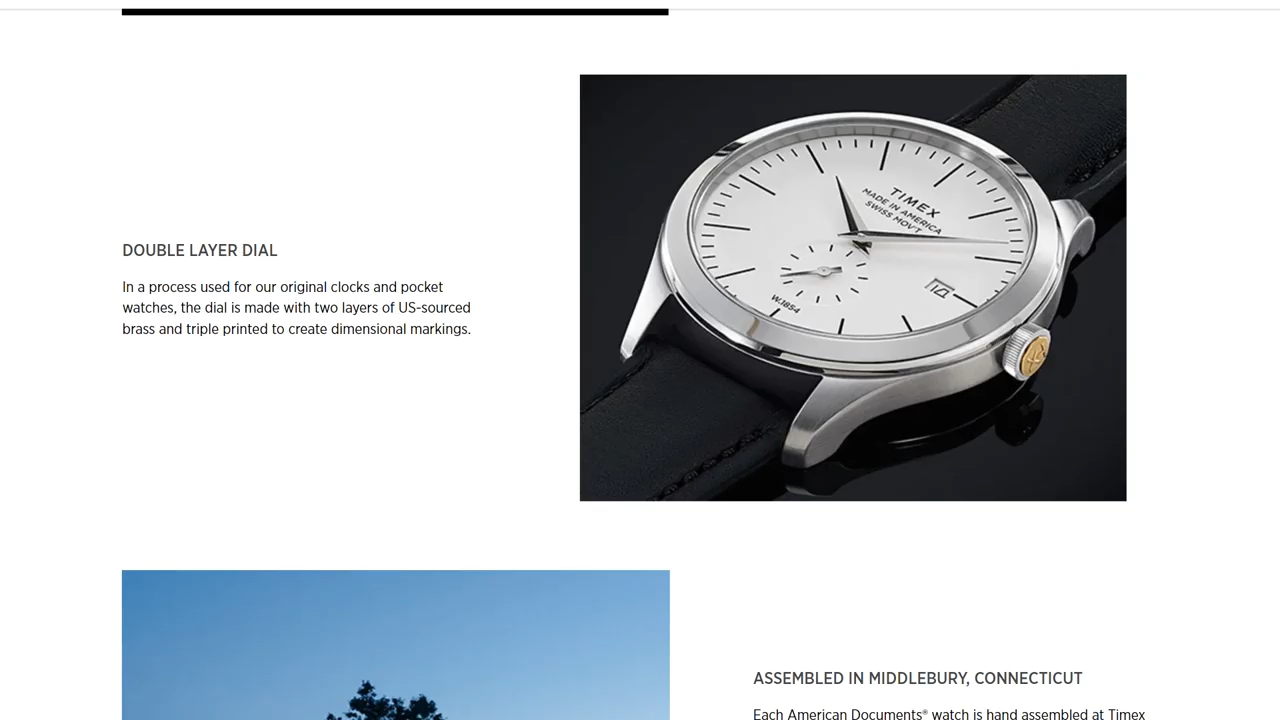 DOUBLE LAYER DIAL
In a process used for our original clocks and pocket
watches, the dial is made with two layers of US-sourced
brass and triple printed to create dimensional markings.
TIMEX
MADE IN AMERICA
SWISS MOV'T
W.1854
ASSEMBLED IN MIDDLEBURY, CONNECTICUT
Each American Documents® watch is hand assembled at Timex